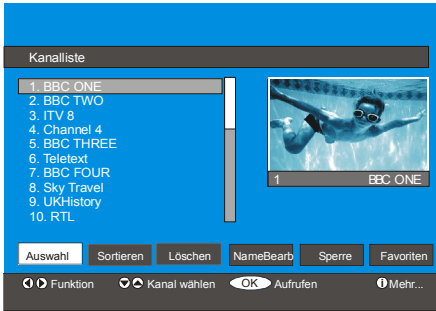 Kanalliste
1. BBC ONE
2. BBC TWO
3. ITV 8
4. Channel 4
5. BBC THREE
6. Teletext
7. BBC FOUR
8. Sky Travel
9. UKHistory
10. RTL
1 BBC ONE
Auswahl Sortieren Löschen NameBearb Sperre Favoriten
Funktion Kanal wählen OK Aufrufen i Mehr...